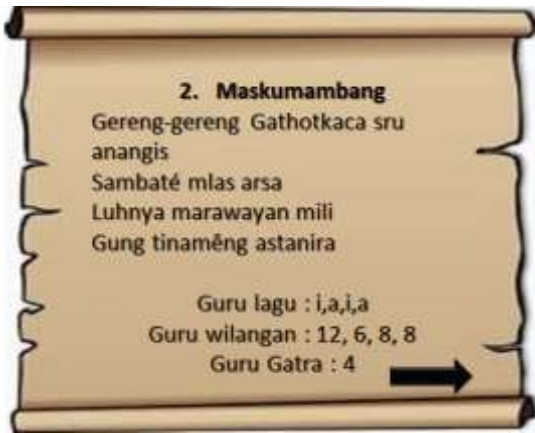 2. Maskumambang
Gereng-gereng Gathotkaca sru
anangis
Sambaté mlas arsa
Luhnya marawayan mili
Gung tinamêng astanira
Guru lagu : i,a,i,a
Guru wilangan : 12, 6, 8, 8
Guru Gatra : 4